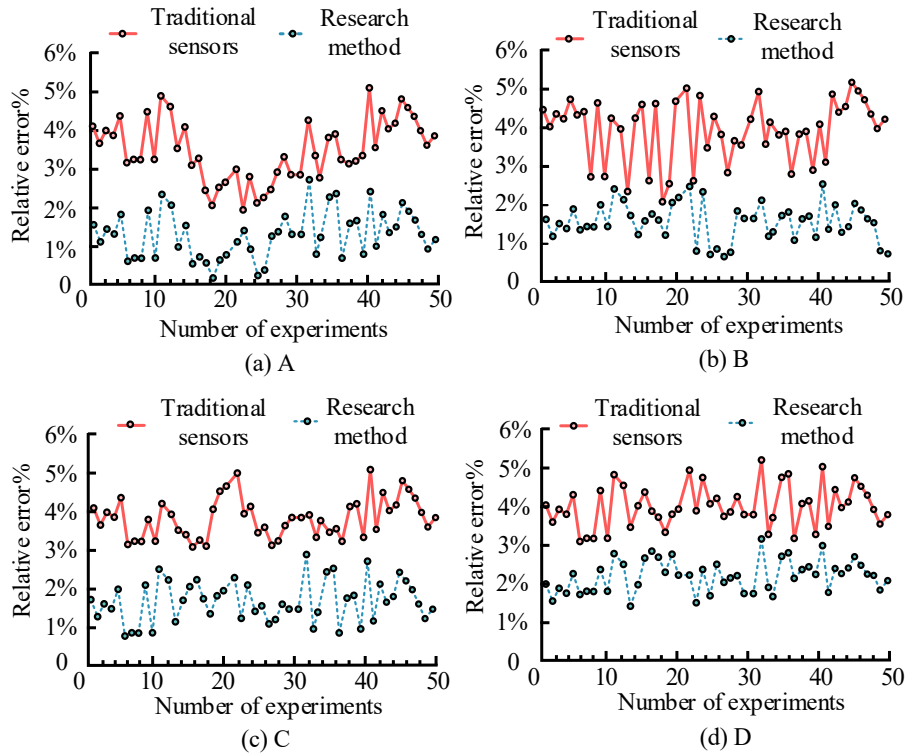 Traditional sensors
Research method
Relative error%
6%
5%
4%
3%
2%
1%
0
0 10 20 30 40 50
Number of experiments
(a) A
Traditional sensors
Research method
Relative error%
6%
5%
4%
3%
2%
1%
0
0 10 20 30 40 50
Number of experiments
(b) B
Traditional sensors
Research method
Relative error%
6%
5%
4%
3%
2%
1%
0
0 10 20 30 40 50
Number of experiments
(c) C
Traditional sensors
Research method
Relative error%
6%
5%
4%
3%
2%
1%
0
0 10 20 30 40 50
Number of experiments
(d) D